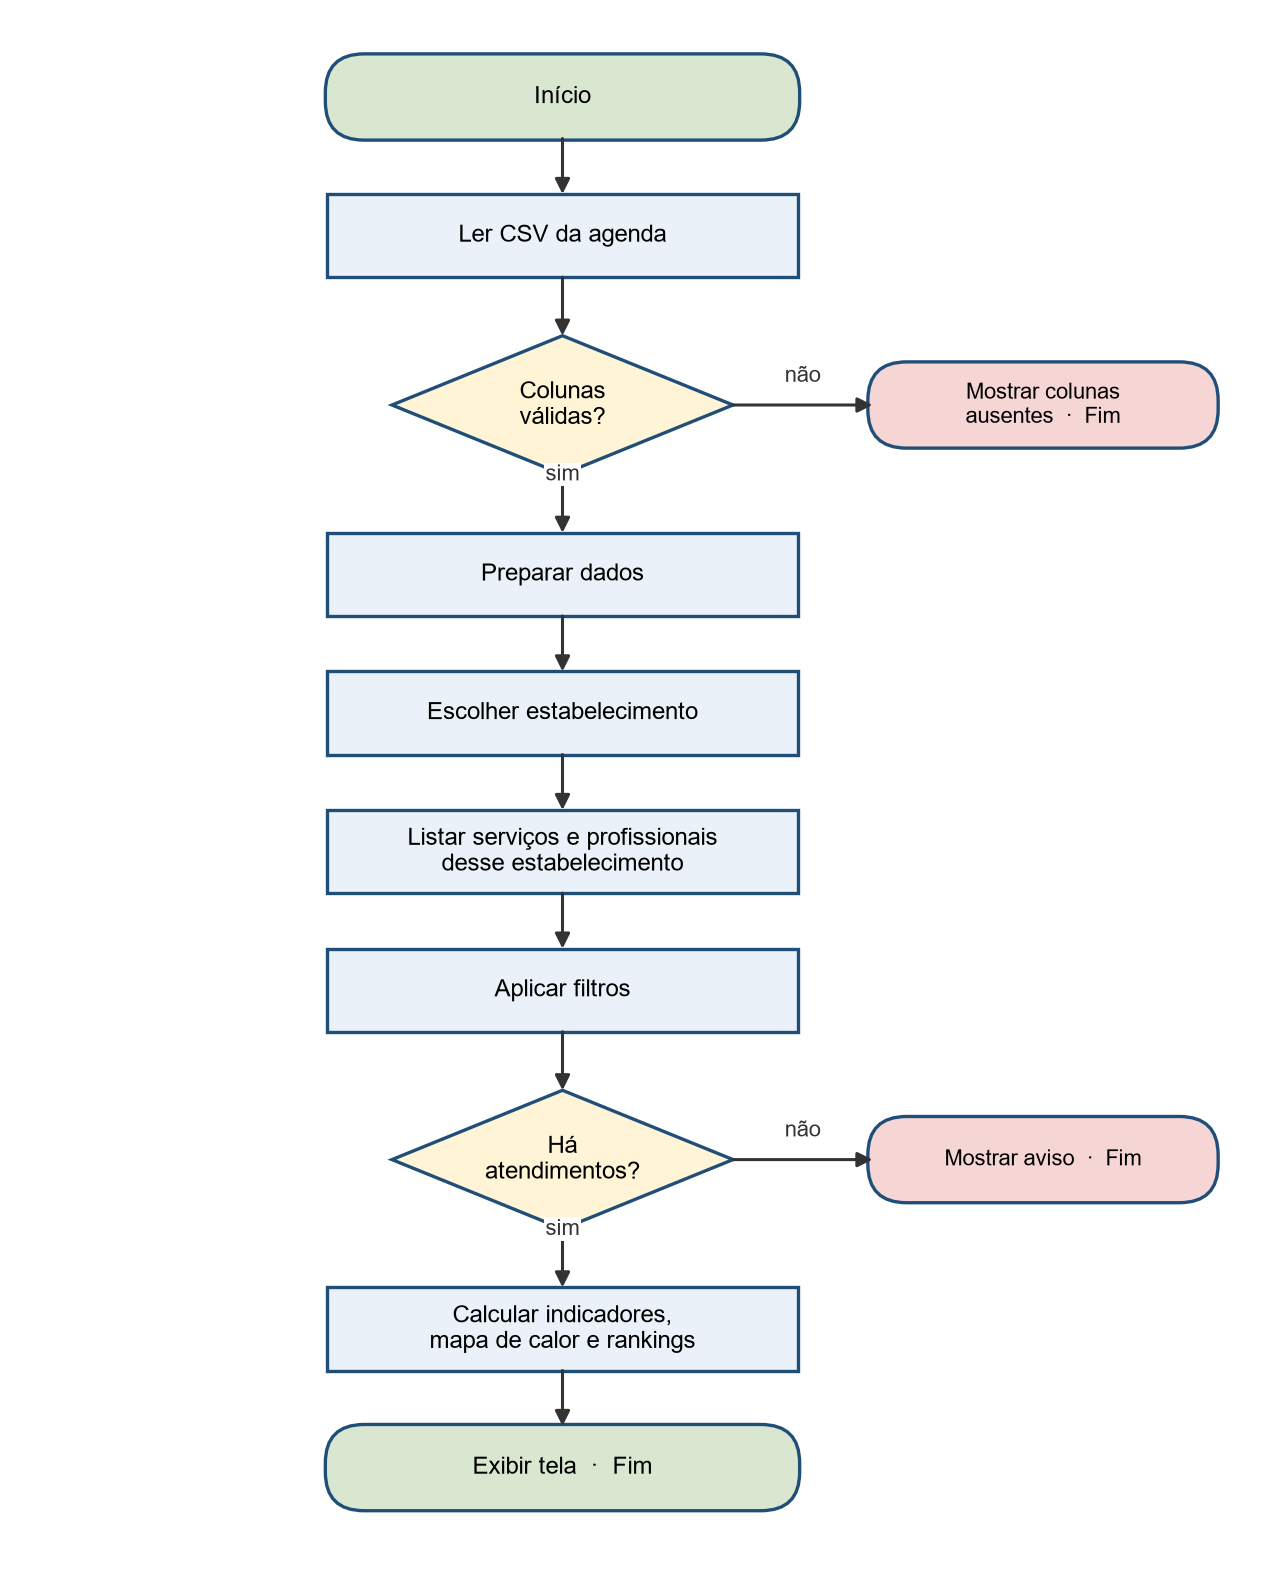 Início
Ler CSV da agenda
Colunas
válidas?
não
Mostrar colunas
ausentes · Fim
sim
Preparar dados
Escolher estabelecimento
Listar serviços e profissionais
desse estabelecimento
Aplicar filtros
Há
atendimentos?
não
Mostrar aviso · Fim
sim
Calcular indicadores,
mapa de calor e rankings
Exibir tela · Fim